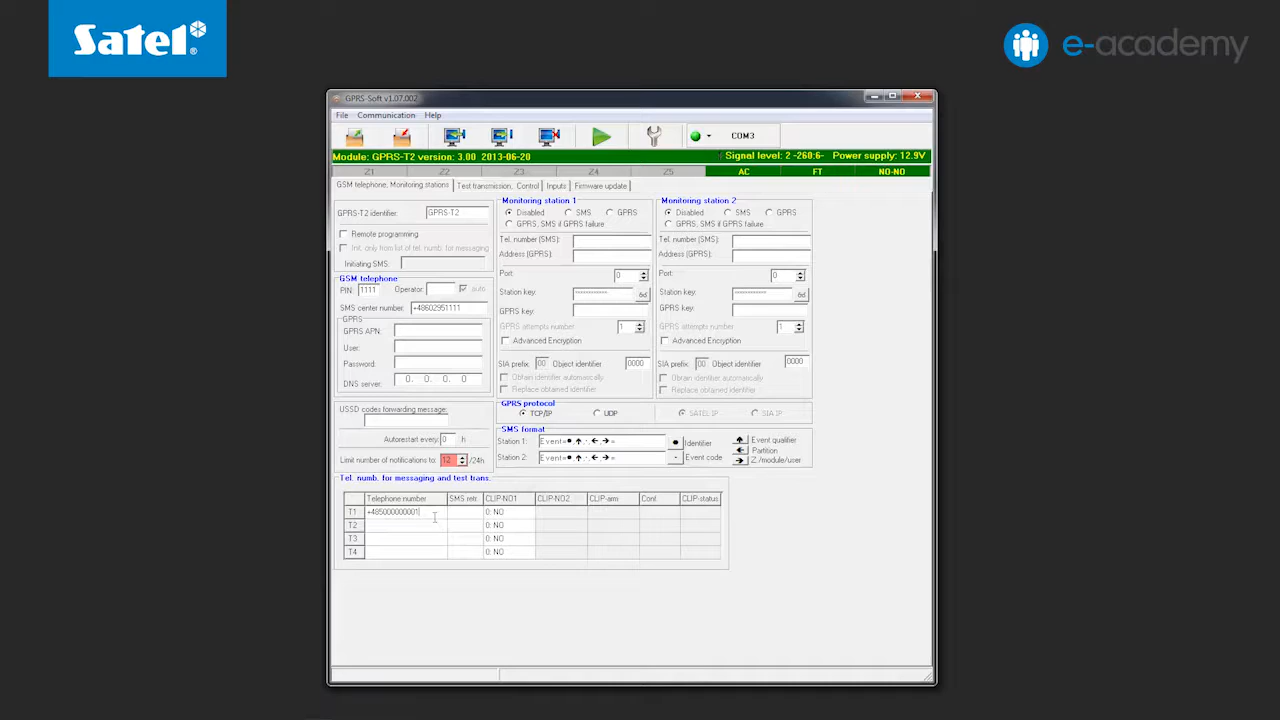 Satel®
e-academy
GPRS-Soft v1.07.002
File Communication Help
COM3
Module: GPRS-T2 version: 3.00 2013-06-20 Signal level: 2 -260:6- Power supply: 12.9V
Z1 Z2 Z3 Z4 Z5 AC FT NO-NO
GSM telephone, Monitoring stations Test transmission, Control Inputs Firmware update
GPRS-T2 identifier: GPRS-T2
Remote programming
Init. only from list of tel. numb. for messaging
Initiating SMS:
GSM telephone
PIN: 1111 Operator: auto
SMS center number: +48602951111
GPRS
GPRS APN:
User:
Password:
DNS server: 0. 0. 0. 0
USSD codes forwarding message:
Autorestart every: 0 h
Limit number of notifications to: 12 /24h
Monitoring station 1
Disabled SMS GPRS
GPRS, SMS if GPRS failure
Tel. number (SMS):
Address (GPRS):
Port: 0
Station key: ************ 6d
GPRS key:
GPRS attempts number 1
Advanced Encryption
SIA prefix: 00 Object identifier 0000
Obtain identifier automatically
Replace obtained identifier
Monitoring station 2
Disabled SMS GPRS
GPRS, SMS if GPRS failure
Tel. number (SMS):
Address (GPRS):
Port: 0
Station key: ************ 6d
GPRS key:
GPRS attempts number 1
Advanced Encryption
SIA prefix: 00 Object identifier 0000
Obtain identifier automatically
Replace obtained identifier
GPRS protocol
TCP/IP UDP SATEL IP SIA IP
SMS format
Station 1: Event=●,↑,:,←,→,= ● Identifier ↑ Event qualifier
← Partition
Station 2: Event=●,↑,:,←,→,= . Event code → Z./module/user
Tel. numb. for messaging and test trans.
Telephone number SMS retr. CLIP-NO1 CLIP-NO2 CLIP-arm Conf. CLIP-status
T1 +485000000001 0: NO
T2 0: NO
T3 0: NO
T4 0: NO